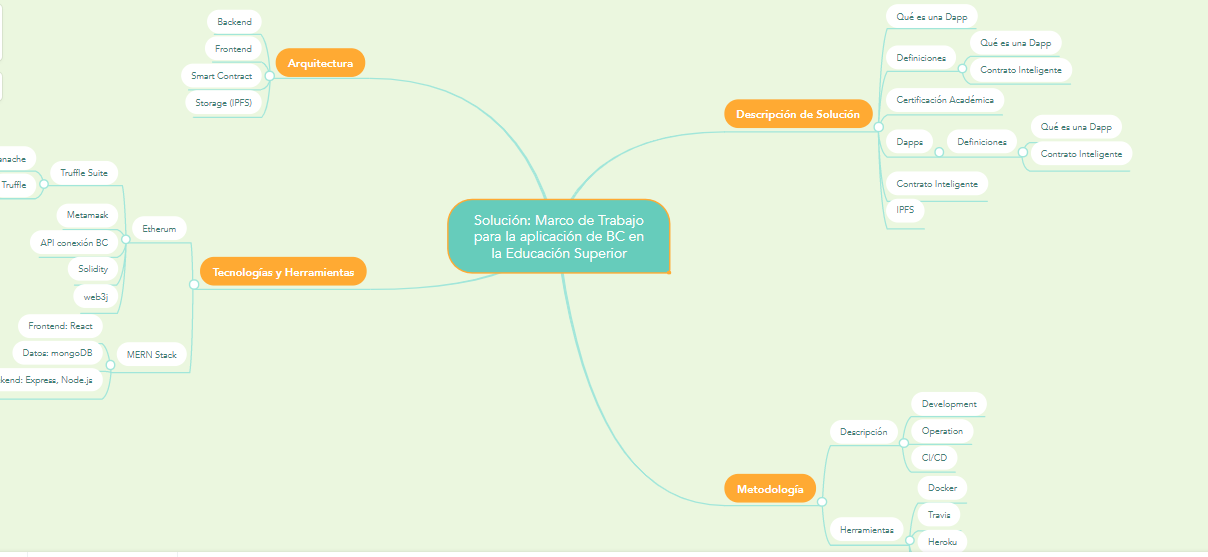 Solución: Marco de Trabajo
para la aplicación de BC en
la Educación Superior
Arquitectura
Backend
Frontend
Smart Contract
Storage (IPFS)
Tecnologías y Herramientas
Etherum
Truffle Suite
anache
Truffle
Metamask
API conexión BC
Solidity
web3j
MERN Stack
Frontend: React
Datos: mongoDB
kend: Express, Node.js
Descripción de Solución
Qué es una Dapp
Definiciones
Qué es una Dapp
Contrato Inteligente
Certificación Académica
Dapps
Definiciones
Qué es una Dapp
Contrato Inteligente
Contrato Inteligente
IPFS
Metodología
Descripción
Development
Operation
CI/CD
Herramientas
Docker
Travis
Heroku